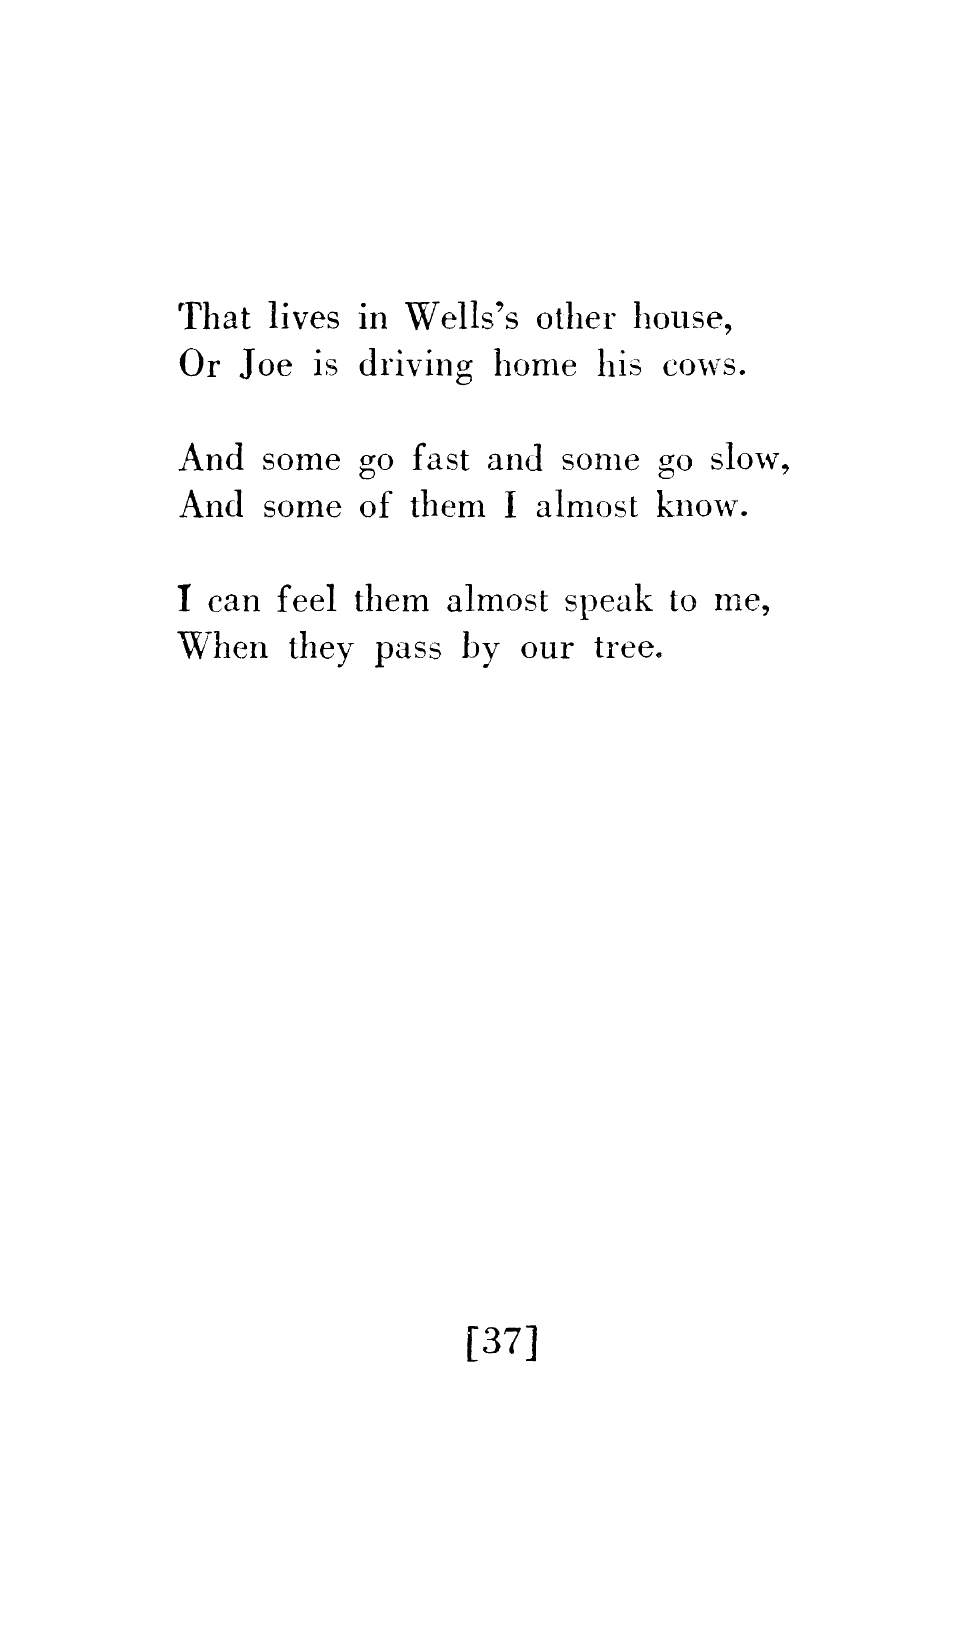 That lives in Wells's other house,
Or Joe is driving home his cows.
And some go fast and some go slow,
And some of them I almost know.
I can feel them almost speak to me,
When they pass by our tree.
[37]